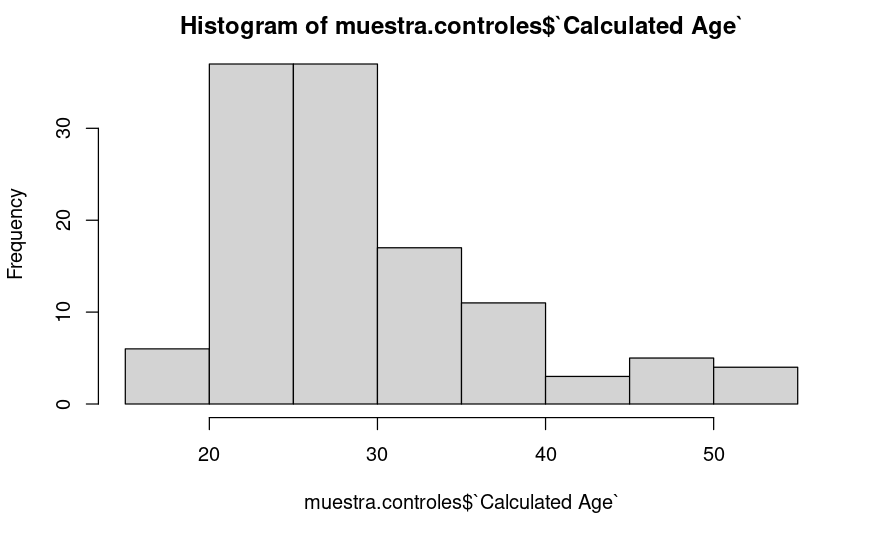 Histogram of muestra.controles$`Calculated Age`
Frequency
30
20
10
0
20 30 40 50
muestra.controles$`Calculated Age`